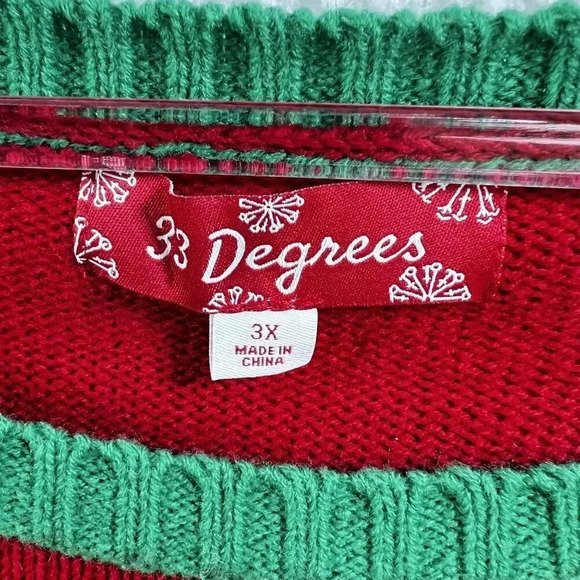 33 Degrees
3X
MADE IN
CHINA